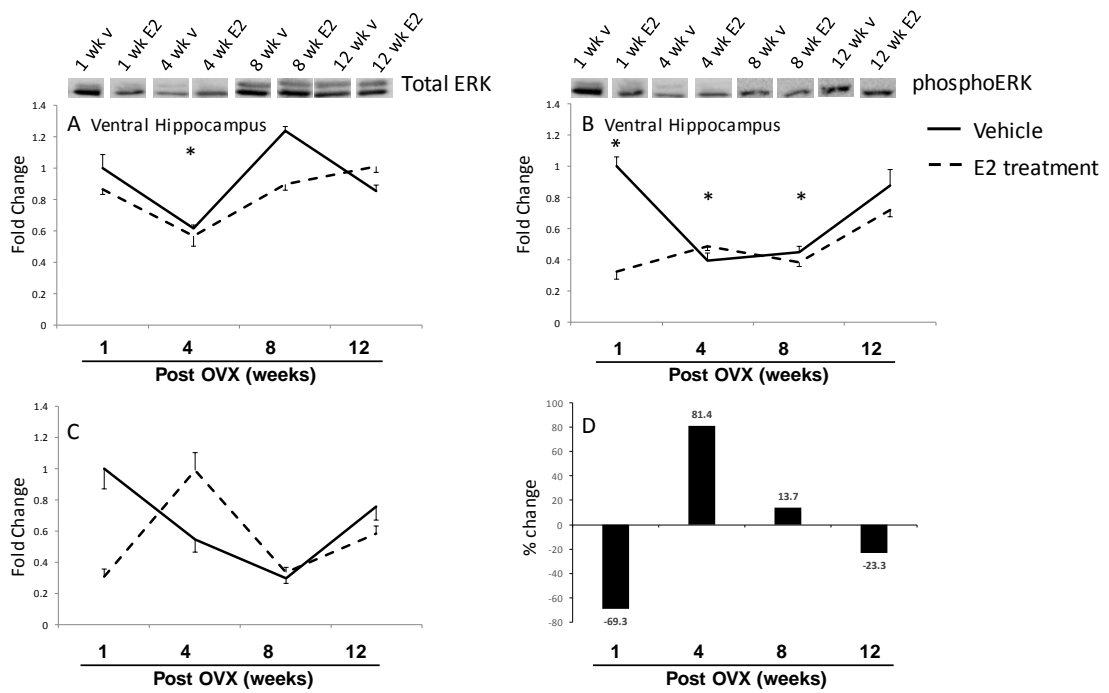 1 wk v 1 wk E2 4 wk v 4 wk E2 8 wk v 8 wk E2 12 wk v 12 wk E2
Total ERK
1 wk v 1 wk E2 4 wk v 4 wk E2 8 wk v 8 wk E2 12 wk v 12 wk E2
phosphoERK
Vehicle
E2 treatment
A Ventral Hippocampus
*
Fold Change
1.4
1.2
1
0.8
0.6
0.4
0.2
0
1 4 8 12
Post OVX (weeks)
B Ventral Hippocampus
*
* *
Fold Change
1.4
1.2
1
0.8
0.6
0.4
0.2
0
1 4 8 12
Post OVX (weeks)
C
Fold Change
1.4
1.2
1
0.8
0.6
0.4
0.2
0
1 4 8 12
Post OVX (weeks)
D
% change
100
80
60
40
20
0
-20
-40
-60
-80
81.4
13.7
-23.3
-69.3
1 4 8 12
Post OVX (weeks)